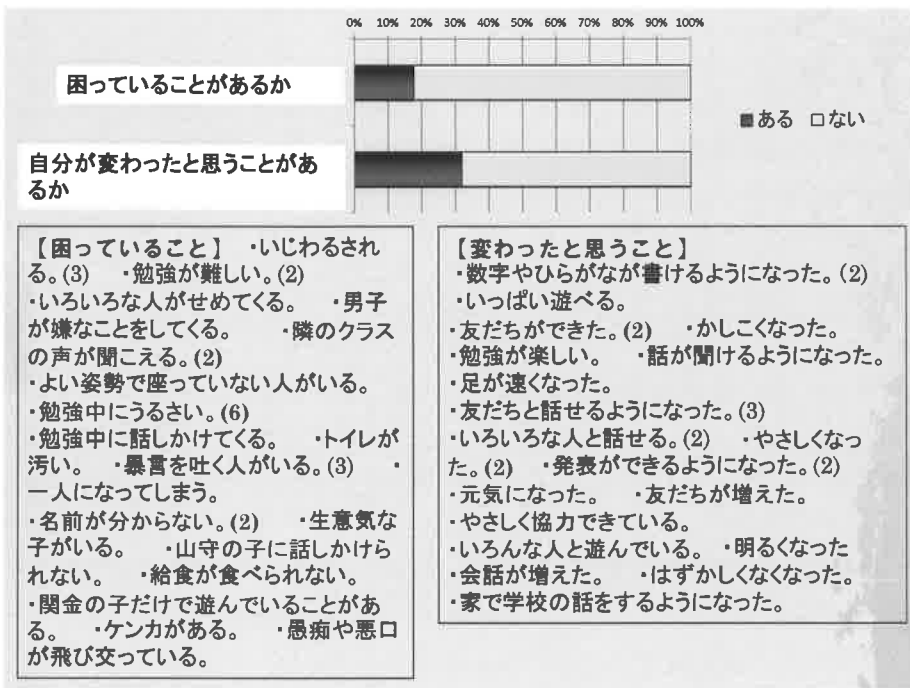 0% 10% 20% 30% 40% 50% 60% 70% 80% 90% 100%
困っていることがあるか
■ある □ない
自分が変わったと思うことがあ
るか
【困っていること】 ・いじわるされ
る。(3) ・勉強が難しい。(2)
・いろいろな人がせめてくる。 ・男子
が嫌なことをしてくる。 ・隣のクラス
の声が聞こえる。(2)
・よい姿勢で座っていない人がいる。
・勉強中にうるさい。(6)
・勉強中に話しかけてくる。 ・トイレが
汚い。 ・暴言を吐く人がいる。(3) ・
一人になってしまう。
・名前が分からない。(2) ・生意気な
子がいる。 ・山守の子に話しかけら
れない。 ・給食が食べられない。
・関金の子だけで遊んでいることがあ
る。 ・ケンカがある。 ・愚痴や悪口
が飛び交っている。
【変わったと思うこと】
・数字やひらがなが書けるようになった。(2)
・いっぱい遊べる。
・友だちができた。(2) ・かしこくなった。
・勉強が楽しい。 ・話が聞けるようになった。
・足が速くなった。
・友だちと話せるようになった。(3)
・いろいろな人と話せる。(2) ・やさしくなっ
た。(2) ・発表ができるようになった。(2)
・元気になった。 ・友だちが増えた。
・やさしく協力できている。
・いろんな人と遊んでいる。 ・明るくなった
・会話が増えた。 ・はずかしくなくなった。
・家で学校の話をするようになった。